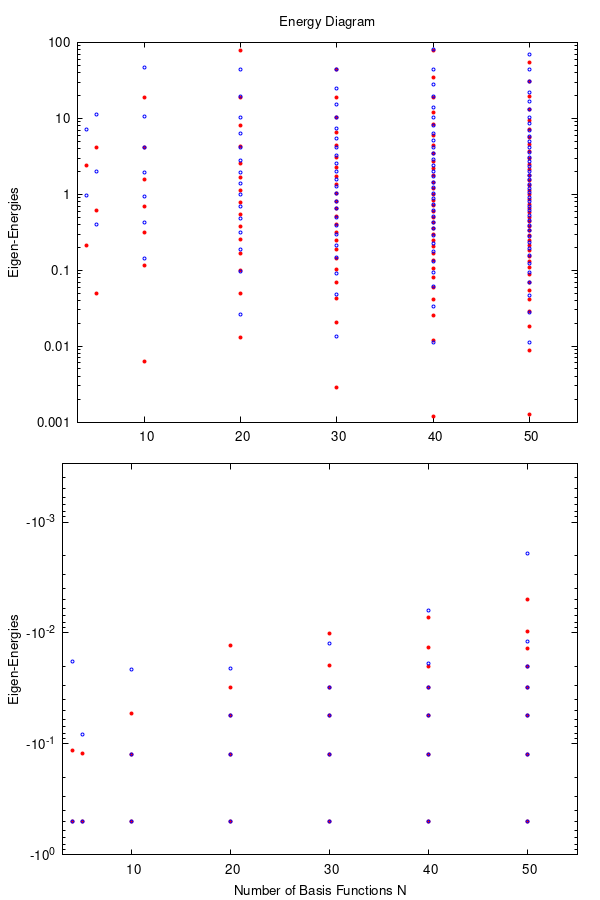 Energy Diagram
100
10
1
0.1
0.01
0.001
Eigen-Energies
10 20 30 40 50
-10^-3
-10^-2
-10^-1
-10^0
Eigen-Energies
10 20 30 40 50
Number of Basis Functions N